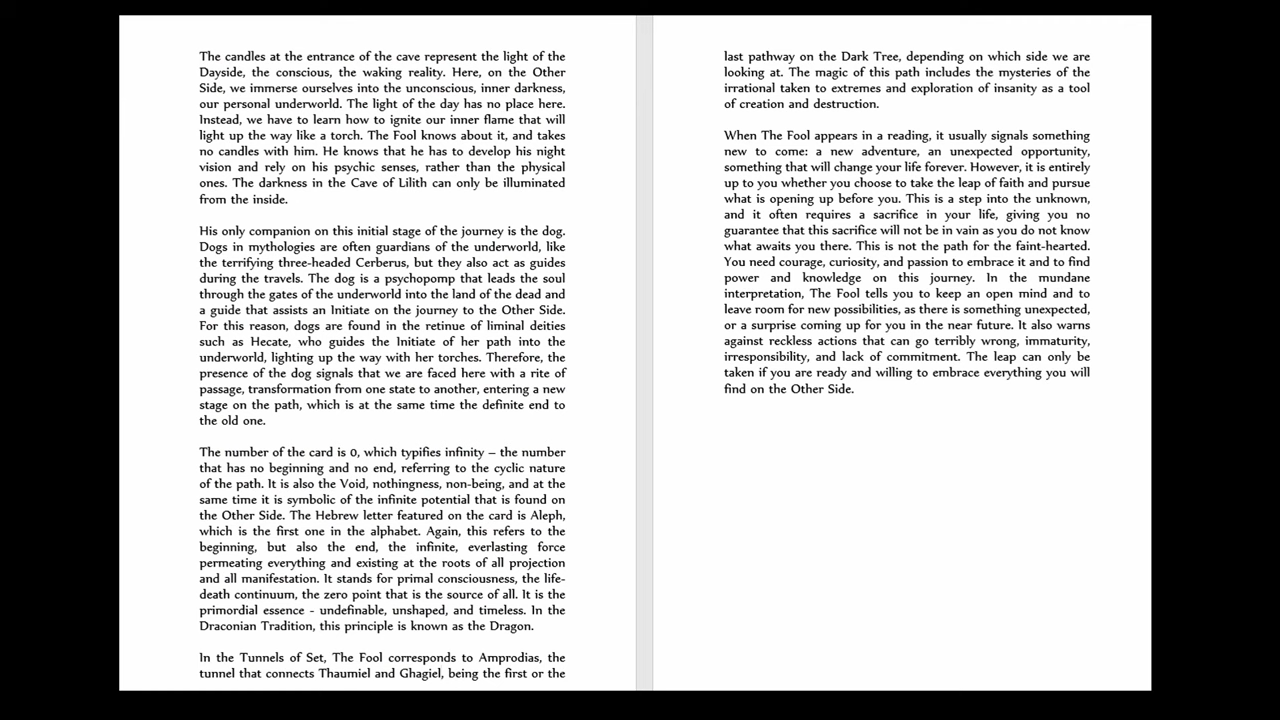 The candles at the entrance of the cave represent the light of the
Dayside, the conscious, the waking reality. Here, on the Other
Side, we immerse ourselves into the unconscious, inner darkness,
our personal underworld. The light of the day has no place here.
Instead, we have to learn how to ignite our inner flame that will
light up the way like a torch. The Fool knows about it, and takes
no candles with him. He knows that he has to develop his night
vision and rely on his psychic senses, rather than the physical
ones. The darkness in the Cave of Lilith can only be illuminated
from the inside.
His only companion on this initial stage of the journey is the dog.
Dogs in mythologies are often guardians of the underworld, like
the terrifying three-headed Cerberus, but they also act as guides
during the travels. The dog is a psychopomp that leads the soul
through the gates of the underworld into the land of the dead and
a guide that assists an Initiate on the journey to the Other Side.
For this reason, dogs are found in the retinue of liminal deities
such as Hecate, who guides the Initiate of her path into the
underworld, lighting up the way with her torches. Therefore, the
presence of the dog signals that we are faced here with a rite of
passage, transformation from one state to another, entering a new
stage on the path, which is at the same time the definite end to
the old one.
The number of the card is 0, which typifies infinity – the number
that has no beginning and no end, referring to the cyclic nature
of the path. It is also the Void, nothingness, non-being, and at the
same time it is symbolic of the infinite potential that is found on
the Other Side. The Hebrew letter featured on the card is Aleph,
which is the first one in the alphabet. Again, this refers to the
beginning, but also the end, the infinite, everlasting force
permeating everything and existing at the roots of all projection
and all manifestation. It stands for primal consciousness, the life-
death continuum, the zero point that is the source of all. It is the
primordial essence - undefinable, unshaped, and timeless. In the
Draconian Tradition, this principle is known as the Dragon.
In the Tunnels of Set, The Fool corresponds to Amprodias, the
tunnel that connects Thaumiel and Ghagiel, being the first or the
last pathway on the Dark Tree, depending on which side we are
looking at. The magic of this path includes the mysteries of the
irrational taken to extremes and exploration of insanity as a tool
of creation and destruction.
When The Fool appears in a reading, it usually signals something
new to come: a new adventure, an unexpected opportunity,
something that will change your life forever. However, it is entirely
up to you whether you choose to take the leap of faith and pursue
what is opening up before you. This is a step into the unknown,
and it often requires a sacrifice in your life, giving you no
guarantee that this sacrifice will not be in vain as you do not know
what awaits you there. This is not the path for the faint-hearted.
You need courage, curiosity, and passion to embrace it and to find
power and knowledge on this journey. In the mundane
interpretation, The Fool tells you to keep an open mind and to
leave room for new possibilities, as there is something unexpected,
or a surprise coming up for you in the near future. It also warns
against reckless actions that can go terribly wrong, immaturity,
irresponsibility, and lack of commitment. The leap can only be
taken if you are ready and willing to embrace everything you will
find on the Other Side.